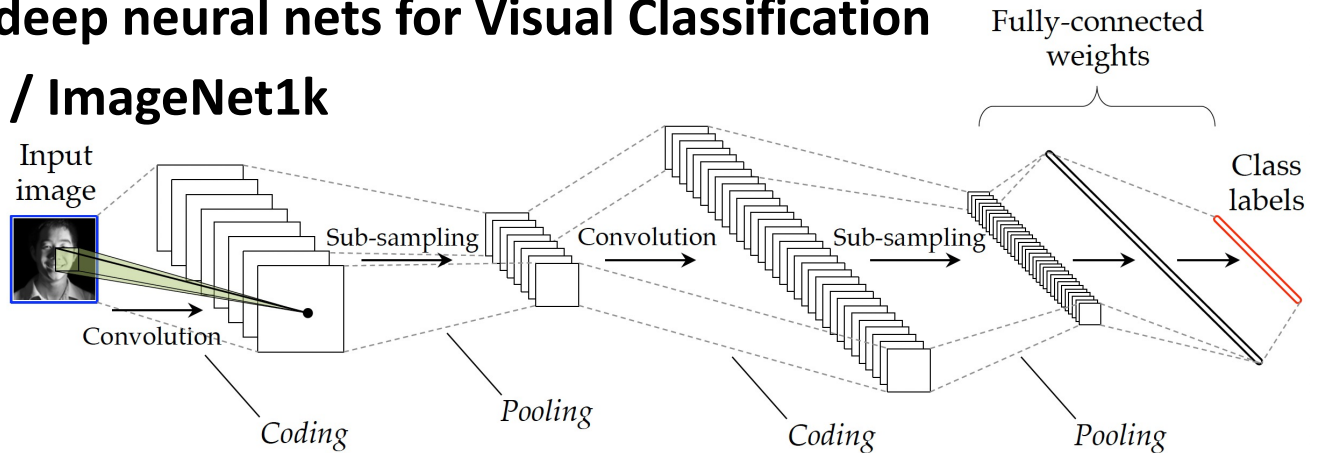 deep neural nets for Visual Classification
/ ImageNet1k
Fully-connected
weights
Input
image
Class
labels
Convolution
Sub-sampling
Convolution
Sub-sampling
Coding
Pooling
Coding
Pooling